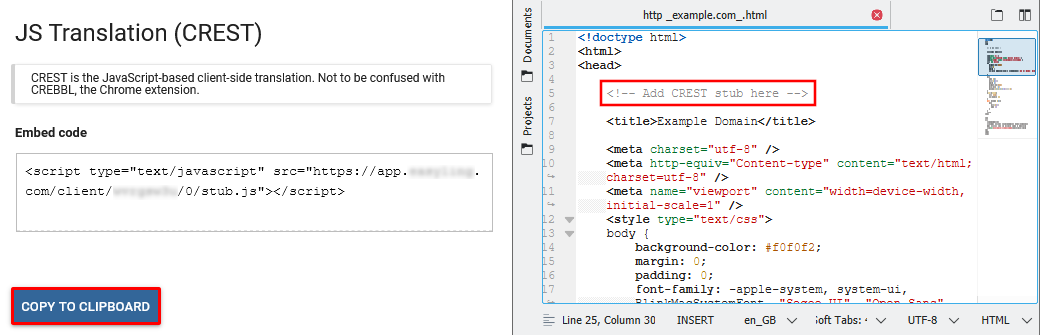 JS Translation (CREST)
CREST is the JavaScript-based client-side translation. Not to be confused with
CREBBL, the Chrome extension.
Embed code
<script type="text/javascript" src="https://app. .
com/client/ /0/stub.js"></script>
COPY TO CLIPBOARD
Documents
Projects
http _example.com_.html
1 <!doctype html>
2 <html>
3 <head>
4
5 <!-- Add CREST stub here -->
6
7 <title>Example Domain</title>
8
9 <meta charset="utf-8" />
10 <meta http-equiv="Content-type" content="text/html;
charset=utf-8" />
11 <meta name="viewport" content="width=device-width,
initial-scale=1" />
12 <style type="text/css">
13 body {
14 background-color: #f0f0f2;
15 margin: 0;
16 padding: 0;
17 font-family: -apple-system, system-ui,
BlinkMacSystemFont, "Segoe UI", "Open Sans"
Line 25, Column 30 INSERT en_GB Soft Tabs: 4 UTF-8 HTML